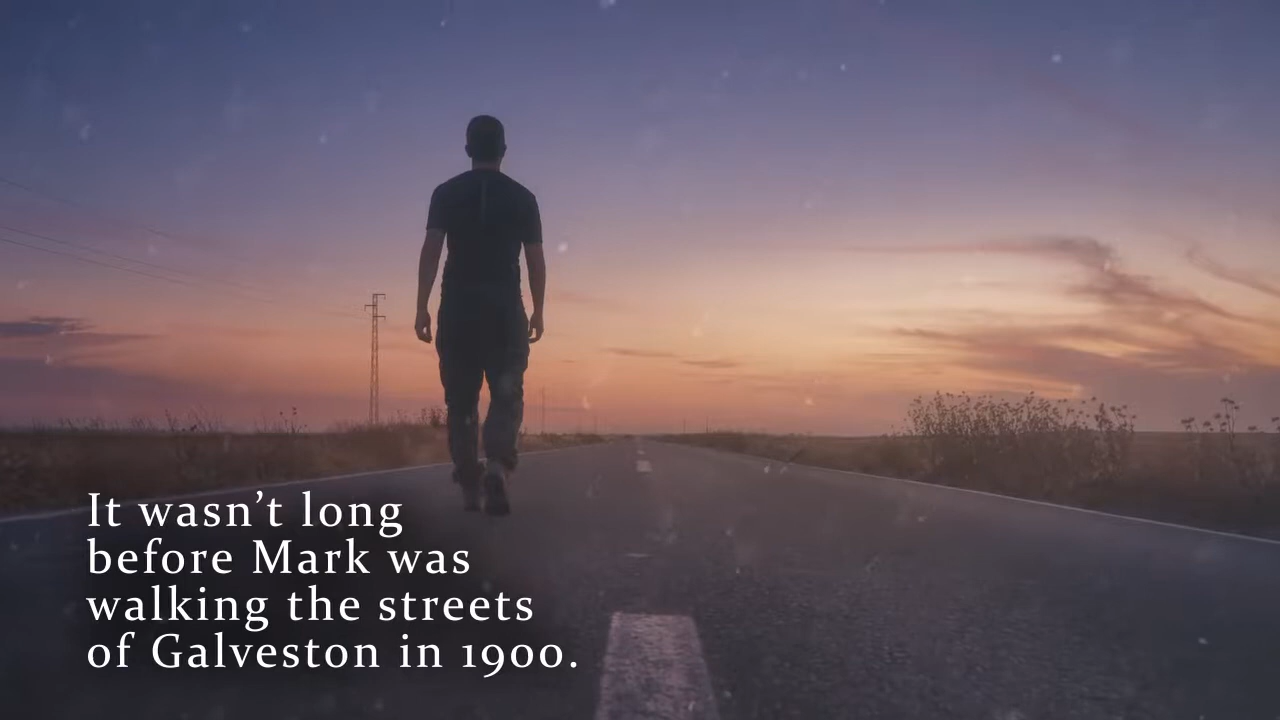 It wasn’t long
before Mark was
walking the streets
of Galveston in 1900.